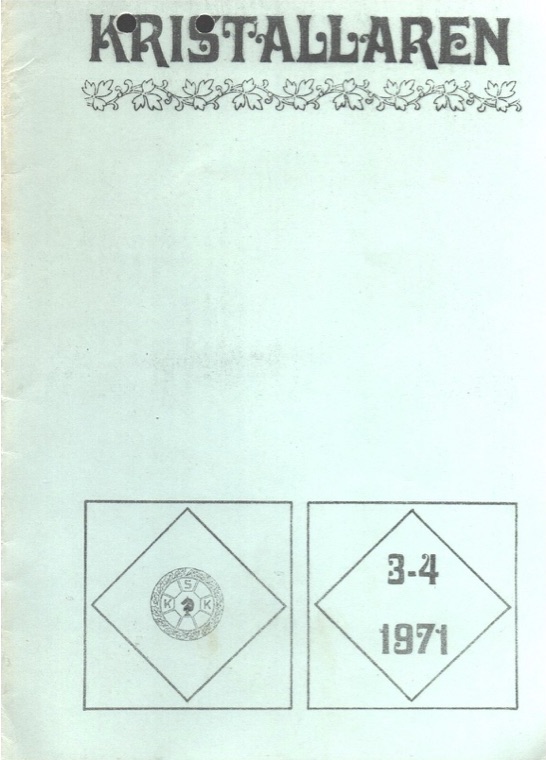 KRISTALLAREN
S
K K
3-4
1971